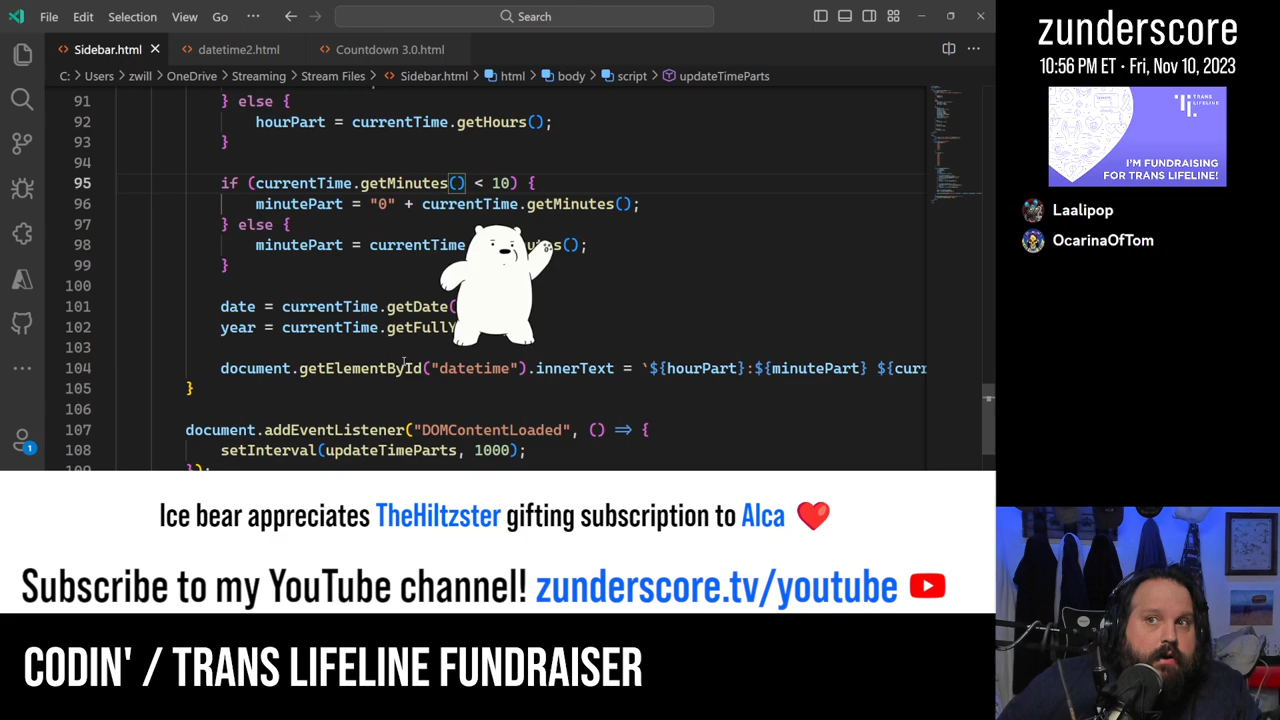 File Edit Selection View Go ··· Search
Sidebar.html datetime2.html Countdown 3.0.html
C: > Users > zwill > OneDrive > Streaming > Stream Files > Sidebar.html > html > body > script > updateTimeParts
91 } else {
92 hourPart = currentTime.getHours();
93 }
94
95 if (currentTime.getMinutes() < 10) {
96 minutePart = "0" + currentTime.getMinutes();
97 } else {
98 minutePart = currentTime
99 }
100
101 date = currentTime.getDate(
102 year = currentTime.getFullY
103
104 document.getElementById("datetime").innerText = `${hourPart}:${minutePart} ${curr
105 }
106
107 document.addEventListener("DOMContentLoaded", () => {
108 setInterval(updateTimeParts, 1000);
});
1
Ice bear appreciates TheHiltzster gifting subscription to Alca ❤️
Subscribe to my YouTube channel! zunderscore.tv/youtube
CODIN' / TRANS LIFELINE FUNDRAISER
zunderscore
10:56 PM ET · Fri, Nov 10, 2023
TRANS
LIFELINE
I'M FUNDRAISING
FOR TRANS LIFELINE!
Laalipop
OcarinaOfTom